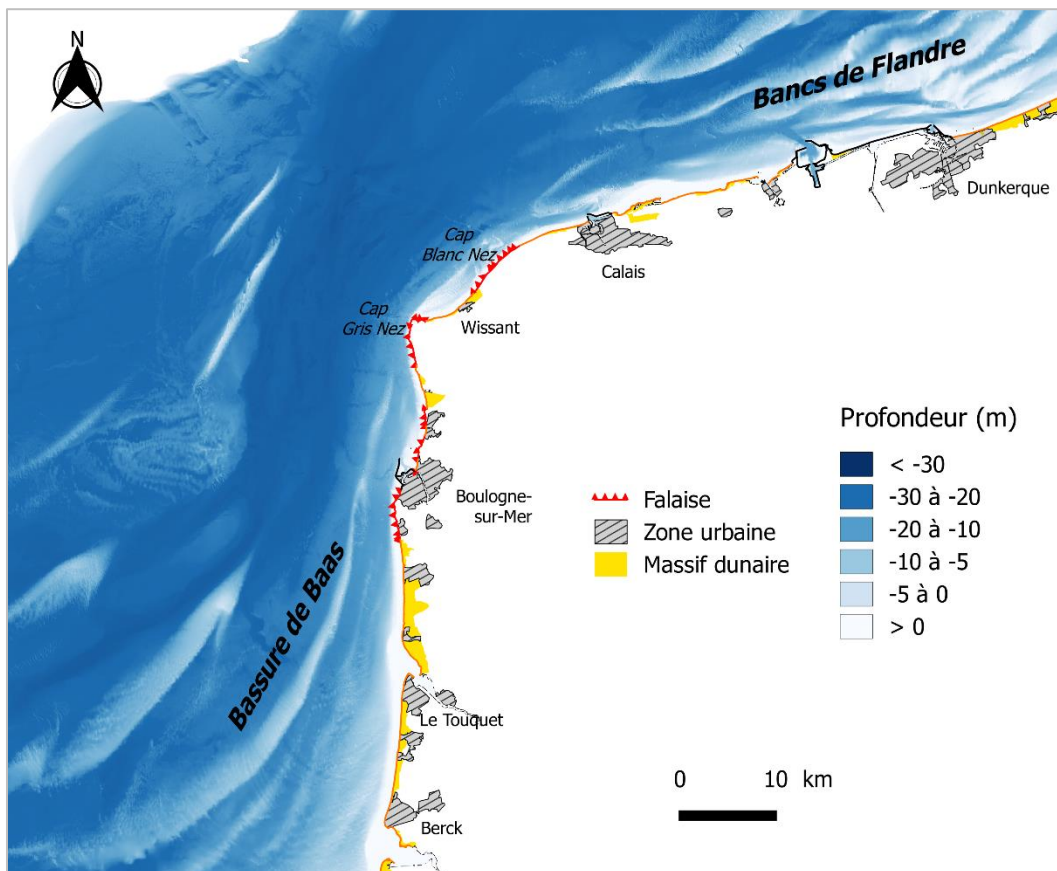 N
Bancs de Flandre
Dunkerque
Cap
Blanc Nez
Calais
Cap
Gris Nez
Wissant
Profondeur (m)
< -30
-30 à -20
-20 à -10
-10 à -5
-5 à 0
> 0
Boulogne-
sur-Mer
Falaise
Zone urbaine
Massif dunaire
Bassure de Baas
Le Touquet
0 10 km
Berck